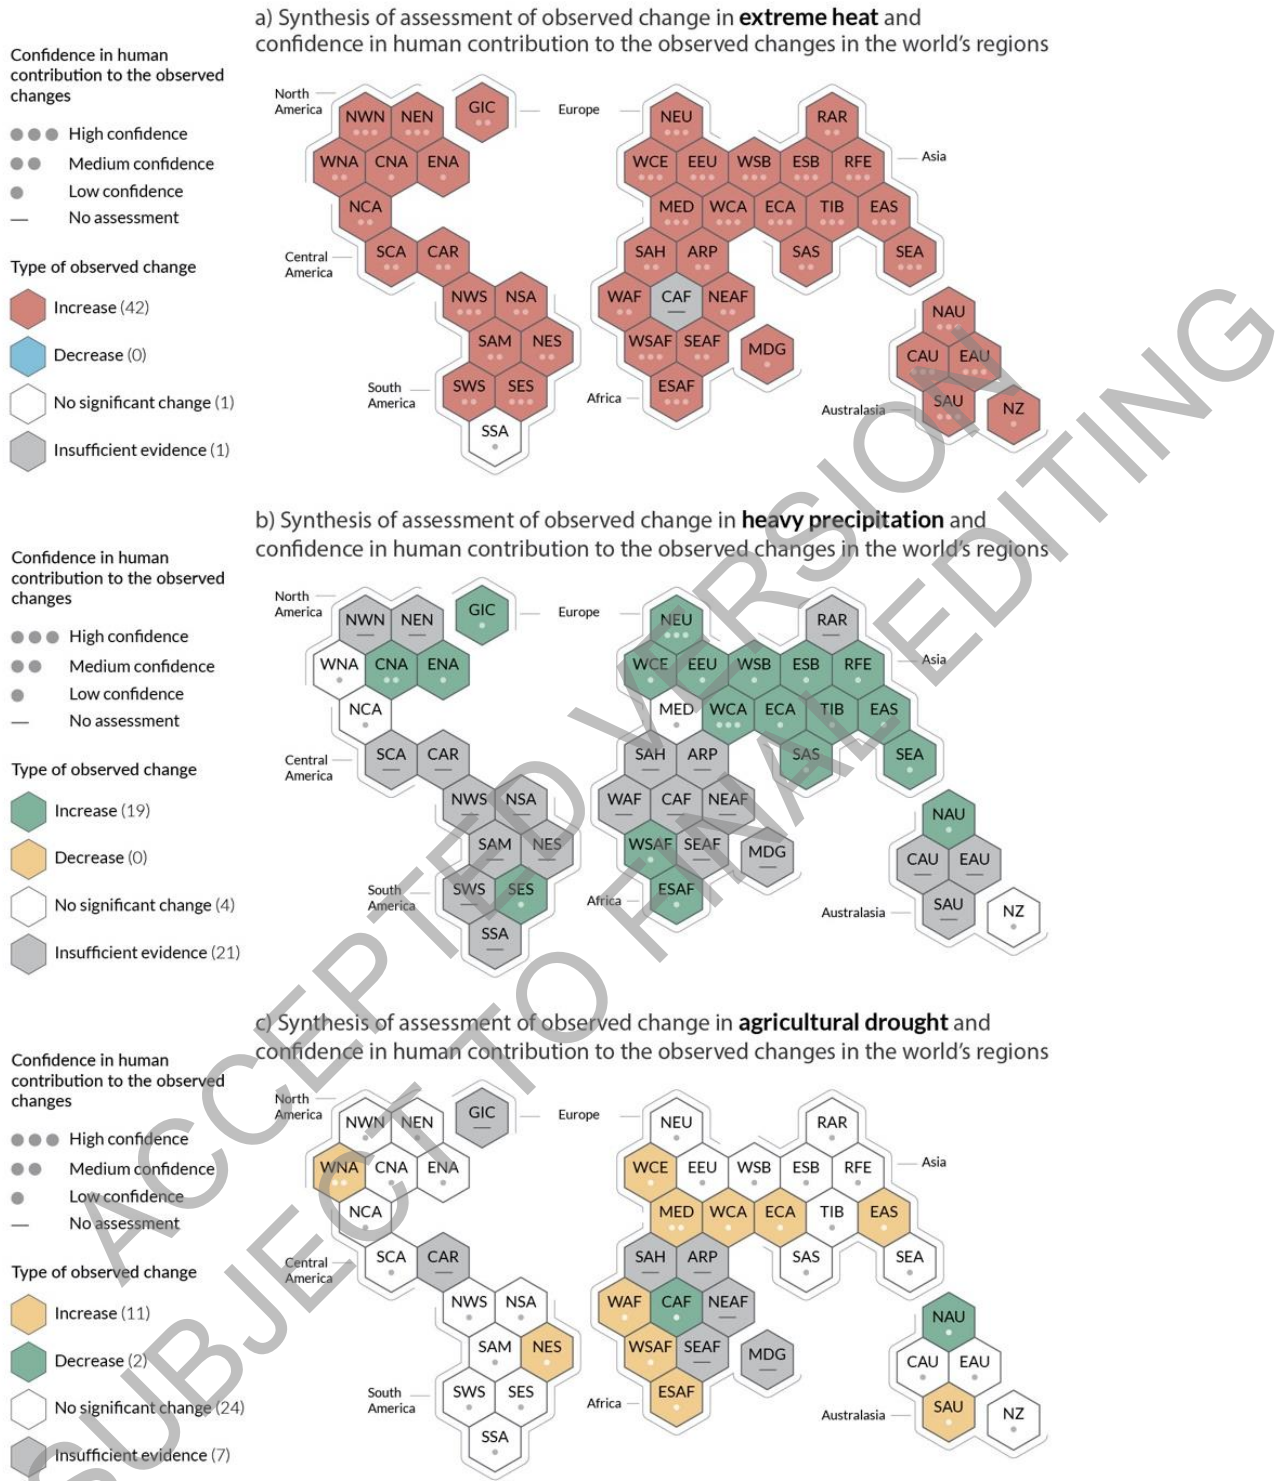 a) Synthesis of assessment of observed change in extreme heat and
confidence in human contribution to the observed changes in the world's regions
Confidence in human
contribution to the observed
changes
High confidence
Medium confidence
Low confidence
No assessment
Type of observed change
Increase (42)
Decrease (0)
No significant change (1)
Insufficient evidence (1)
North
America
Europe
Asia
Central
America
South
America
Africa
Australasia
NWN NEN GIC NEU RAR
WNA CNA ENA WCE EEU WSB ESB RFE
NCA MED WCA ECA TIB EAS
SCA CAR SAH ARP SAS SEA
NWS NSA WAF CAF NEAF NAU
SAM NES WSAF SEAF MDG CAU EAU
SWS SES ESAF SAU NZ
SSA
b) Synthesis of assessment of observed change in heavy precipitation and
confidence in human contribution to the observed changes in the world's regions
Confidence in human
contribution to the observed
changes
High confidence
Medium confidence
Low confidence
No assessment
Type of observed change
Increase (19)
Decrease (0)
No significant change (4)
Insufficient evidence (21)
North
America
Europe
Asia
Central
America
South
America
Africa
Australasia
NWN NEN GIC NEU RAR
WNA CNA ENA WCE EEU WSB ESB RFE
NCA MED WCA ECA TIB EAS
SCA CAR SAH ARP SAS SEA
NWS NSA WAF CAF NEAF NAU
SAM NES WSAF SEAF MDG CAU EAU
SWS SES ESAF SAU NZ
SSA
c) Synthesis of assessment of observed change in agricultural drought and
confidence in human contribution to the observed changes in the world's regions
Confidence in human
contribution to the observed
changes
High confidence
Medium confidence
Low confidence
No assessment
Type of observed change
Increase (11)
Decrease (2)
No significant change (24)
Insufficient evidence (7)
North
America
Europe
Asia
Central
America
South
America
Africa
Australasia
NWN NEN GIC NEU RAR
WNA CNA ENA WCE EEU WSB ESB RFE
NCA MED WCA ECA TIB EAS
SCA CAR SAH ARP SAS SEA
NWS NSA WAF CAF NEAF NAU
SAM NES WSAF SEAF MDG CAU EAU
SWS SES ESAF SAU NZ
SSA
ACCEPTED VERSION
SUBJECT TO FINAL EDITING